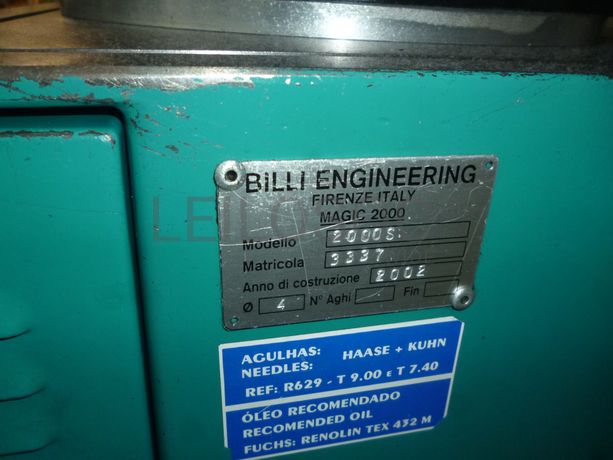 BiLLi ENGINEERING
FIRENZE ITALY
MAGIC 2000
Modello 2000S.
Matricola 3337.
Anno di costruzione 2002
Ø 4 N° Aghi Fin
AGULHAS: HAASE + KUHN
NEEDLES:
REF: R629 - T 9.00 E T 7.40
ÓLEO RECOMENDADO
RECOMENDED OIL
FUCHS: RENOLIN TEX 432 M